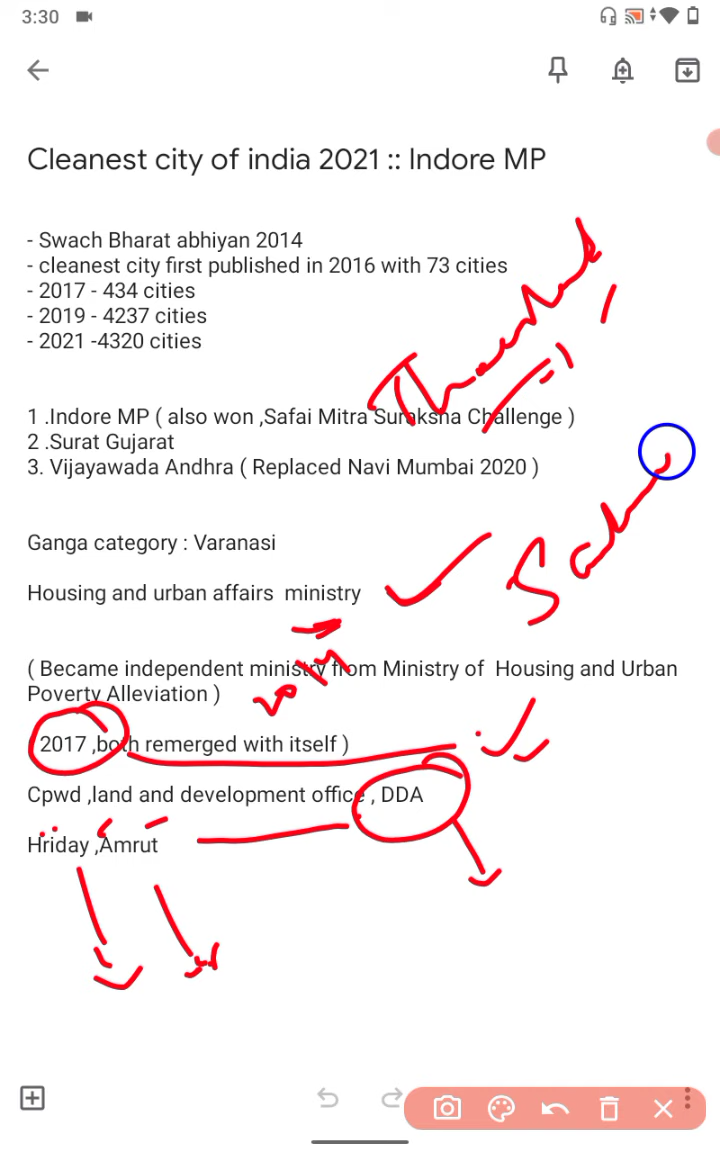 3:30
Cleanest city of india 2021 :: Indore MP
- Swach Bharat abhiyan 2014
- cleanest city first published in 2016 with 73 cities
- 2017 - 434 cities
- 2019 - 4237 cities
- 2021 -4320 cities
1 .Indore MP ( also won ,Safai Mitra Suraksha Challenge )
2 .Surat Gujarat
3. Vijayawada Andhra ( Replaced Navi Mumbai 2020 )
Ganga category : Varanasi
Housing and urban affairs ministry
( Became independent ministry from Ministry of Housing and Urban
Poverty Alleviation )
( 2017 ,both remerged with itself )
Cpwd ,land and development office , DDA
Hriday ,Amrut